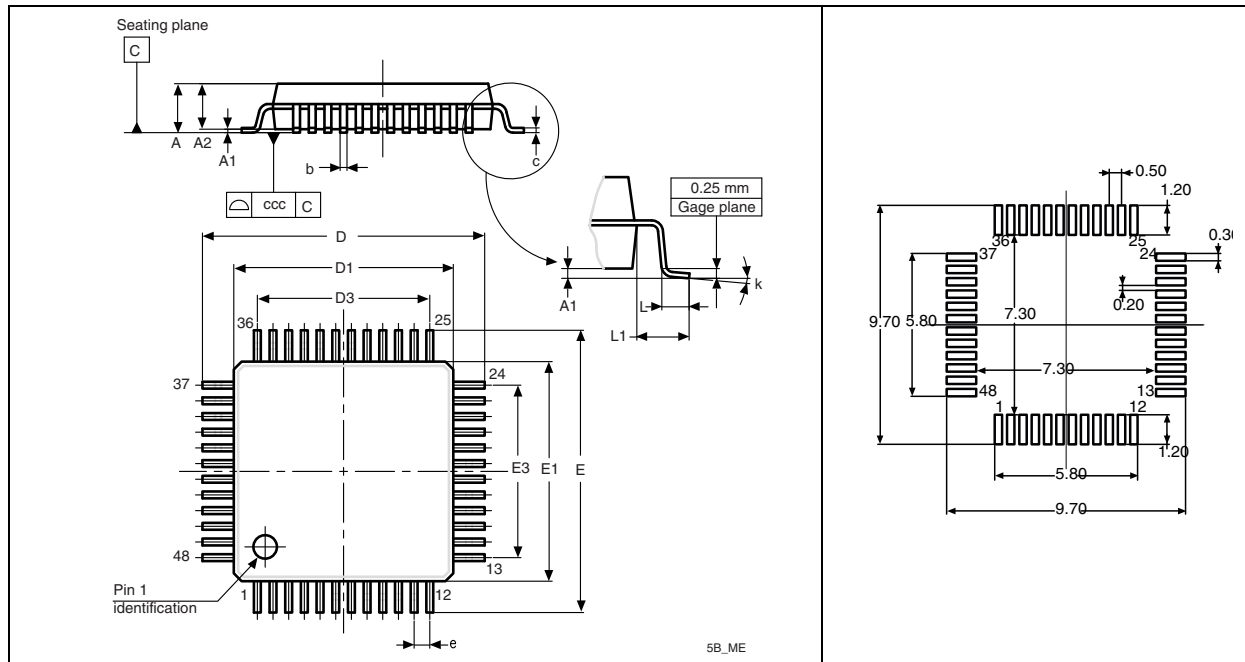 Seating plane
C
A
A2
A1
b
c
ccc
C
0.25 mm
Gage plane
D
D1
D3
A1
L
L1
k
36
25
37
24
E3
E1
E
48
13
Pin 1
identification
1
12
e
5B_ME
0.50
1.20
36
25
37
24
0.30
0.20
9.70
5.80
7.30
7.30
48
13
1
12
1.20
5.80
9.70